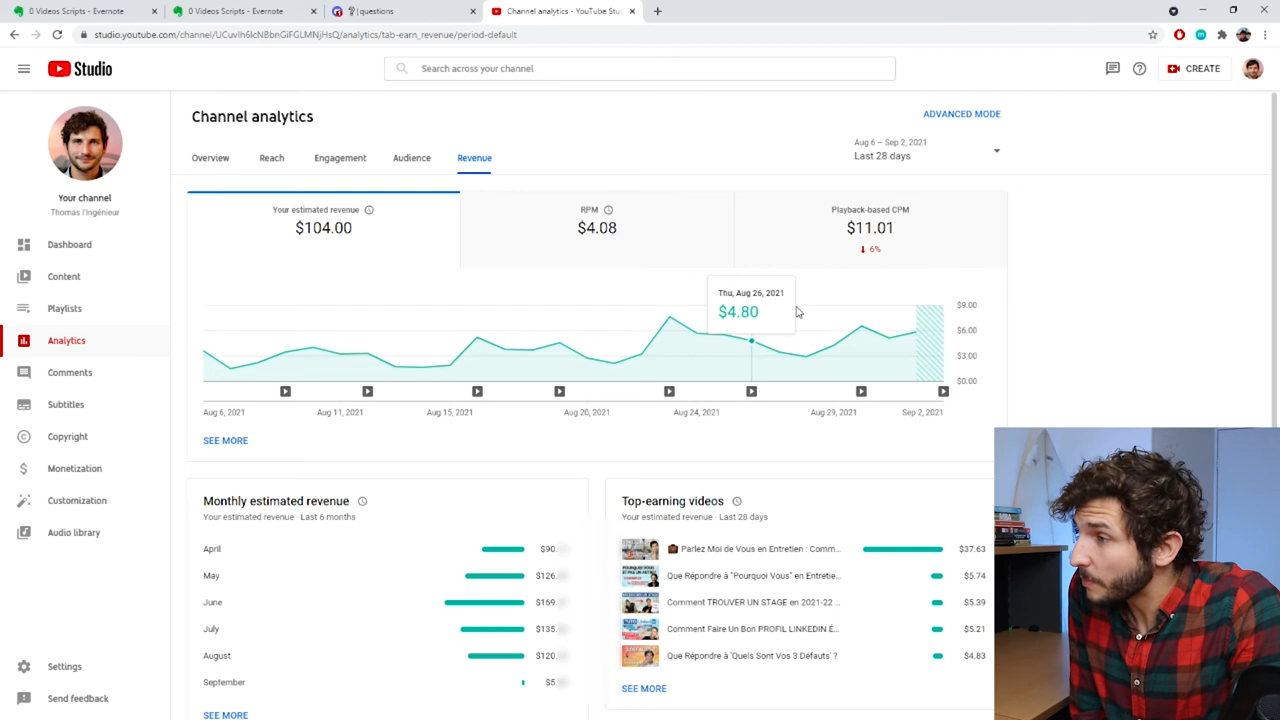 0 Videos Scripts - Evernote
0 Videos Scripts - Evernote
questions
Channel analytics - YouTube Stu
studio.youtube.com/channel/UCuvIh6IcNBbnGiFGLMNjHsQ/analytics/tab-earn_revenue/period-default
Studio
Search across your channel
CREATE
Your channel
Thomas l'Ingénieur
Dashboard
Content
Playlists
Analytics
Comments
Subtitles
Copyright
Monetization
Customization
Audio library
Settings
Send feedback
Channel analytics
ADVANCED MODE
Overview Reach Engagement Audience Revenue
Aug 6 – Sep 2, 2021
Last 28 days
Your estimated revenue
$104.00
RPM
$4.08
Playback-based CPM
$11.01
6%
Thu, Aug 26, 2021
$4.80
$9.00
$6.00
$3.00
$0.00
Aug 6, 2021 Aug 11, 2021 Aug 15, 2021 Aug 20, 2021 Aug 24, 2021 Aug 29, 2021 Sep 2, 2021
SEE MORE
Monthly estimated revenue
Your estimated revenue · Last 6 months
April $90.
May $126.
June $169.
July $135.
August $120.
September $5.
SEE MORE
Top-earning videos
Your estimated revenue · Last 28 days
Parlez Moi de Vous en Entretien : Comm... $37.63
Que Répondre à "Pourquoi Vous" en Entretie... $5.74
Comment TROUVER UN STAGE en 2021-22 ... $5.39
Comment Faire Un Bon PROFIL LINKEDIN É... $5.21
Que Répondre à 'Quels Sont Vos 3 Défauts' ? $4.83
SEE MORE